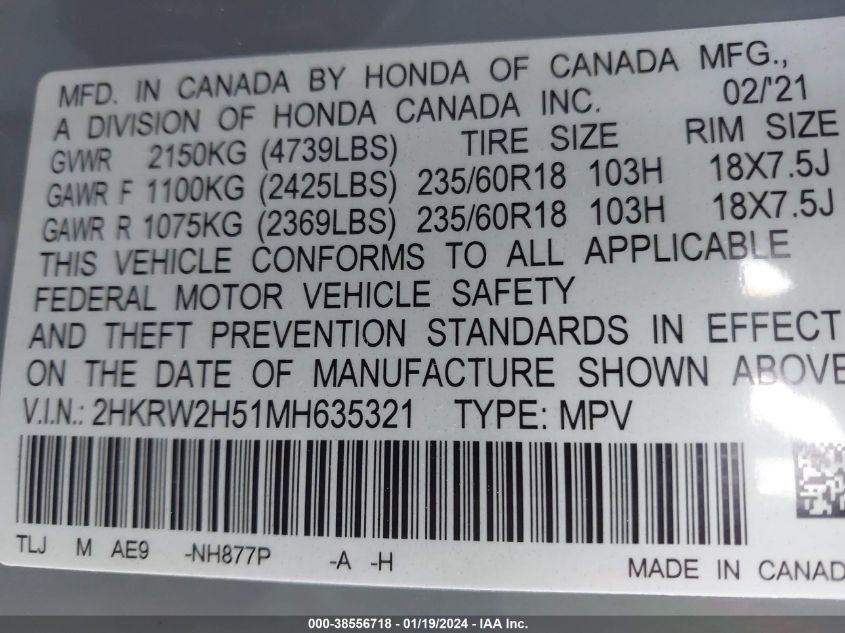 MFD. IN CANADA BY HONDA OF CANADA MFG.,
A DIVISION OF HONDA CANADA INC. 02/'21
GVWR 2150KG (4739LBS) TIRE SIZE RIM SIZE
GAWR F 1100KG (2425LBS) 235/60R18 103H 18X7.5J
GAWR R 1075KG (2369LBS) 235/60R18 103H 18X7.5J
THIS VEHICLE CONFORMS TO ALL APPLICABLE
FEDERAL MOTOR VEHICLE SAFETY
AND THEFT PREVENTION STANDARDS IN EFFECT
ON THE DATE OF MANUFACTURE SHOWN ABOVE
V.I.N.: 2HKRW2H51MH635321 TYPE: MPV
TLJ M AE9 -NH877P -A -H
MADE IN CANAD
000-38556718 - 01/19/2024 - IAA Inc.